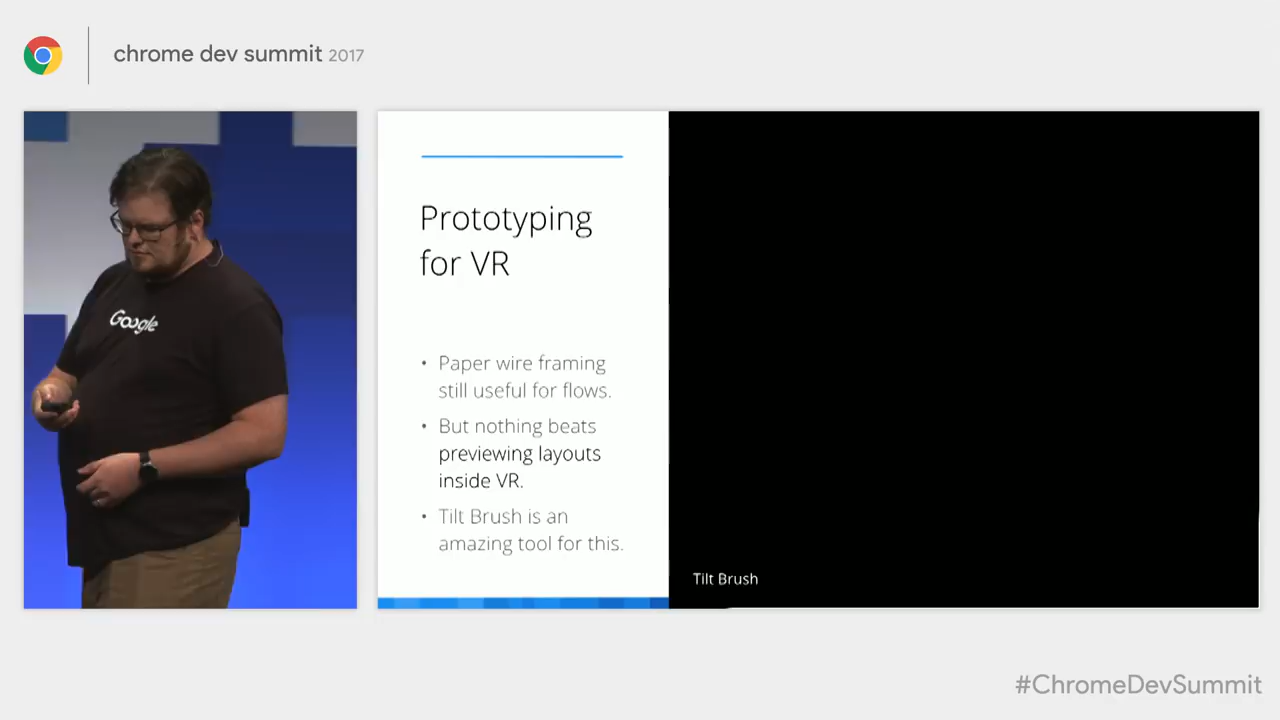 chrome dev summit 2017
Google
Prototyping
for VR
• Paper wire framing
still useful for flows.
• But nothing beats
previewing layouts
inside VR.
• Tilt Brush is an
amazing tool for this.
Tilt Brush
#ChromeDevSummit